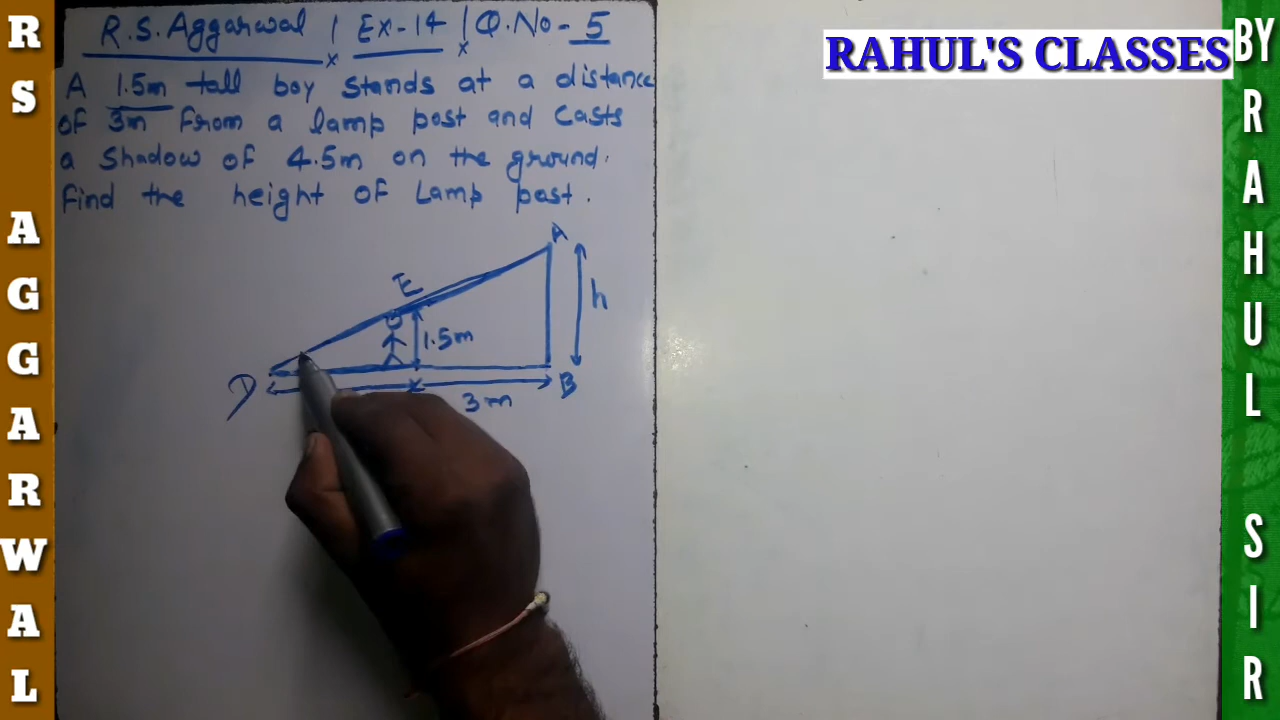 RS AGGARWAL
R.S. Aggarwal | Ex-14 | Q.No- 5
RAHUL'S CLASSES
BY RAHUL SIR
A 1.5m tall boy stands at a distance
of 3m from a lamp post and casts
a shadow of 4.5m on the ground.
Find the height of Lamp post.
A
E
h
1.5m
D
B
3m